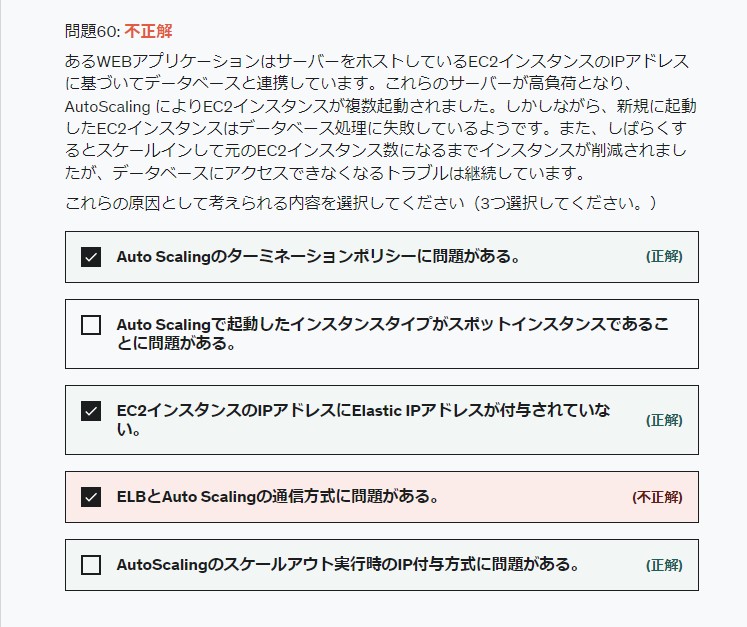 問題60: 不正解
あるWEBアプリケーションはサーバーをホストしているEC2インスタンスのIPアドレス
に基づいてデータベースと連携しています。これらのサーバーが高負荷となり、
AutoScaling によりEC2インスタンスが複数起動されました。しかしながら、新規に起動
したEC2インスタンスはデータベース処理に失敗しているようです。また、しばらくす
るとスケールインして元のEC2インスタンス数になるまでインスタンスが削減されまし
たが、データベースにアクセスできなくなるトラブルは継続しています。
これらの原因として考えられる内容を選択してください（3つ選択してください。）
Auto Scalingのターミネーションポリシーに問題がある。 (正解)
Auto Scalingで起動したインスタンスタイプがスポットインスタンスであるこ
とに問題がある。
EC2インスタンスのIPアドレスにElastic IPアドレスが付与されていな
い。 (正解)
ELBとAuto Scalingの通信方式に問題がある。 (不正解)
AutoScalingのスケールアウト実行時のIP付与方式に問題がある。 (正解)